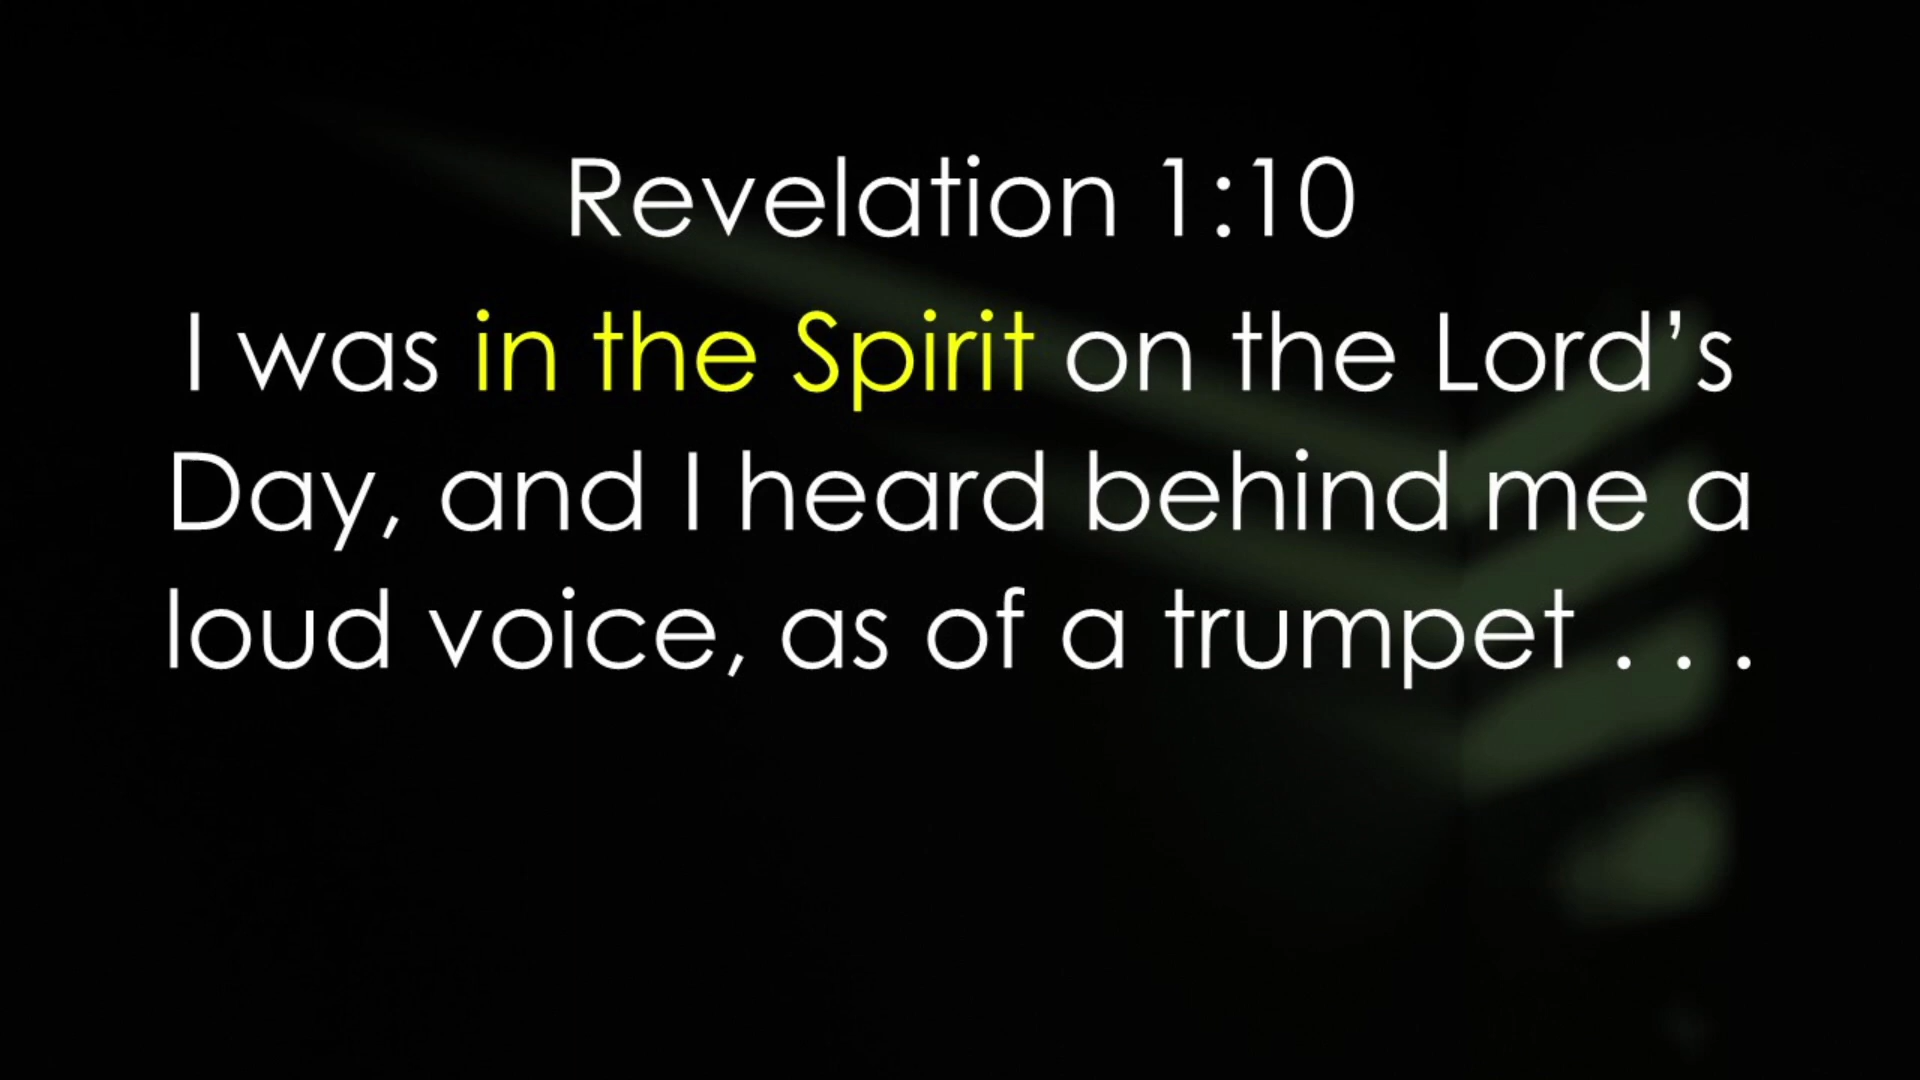 Revelation 1:10
I was in the Spirit on the Lord’s
Day, and I heard behind me a
loud voice, as of a trumpet . . .